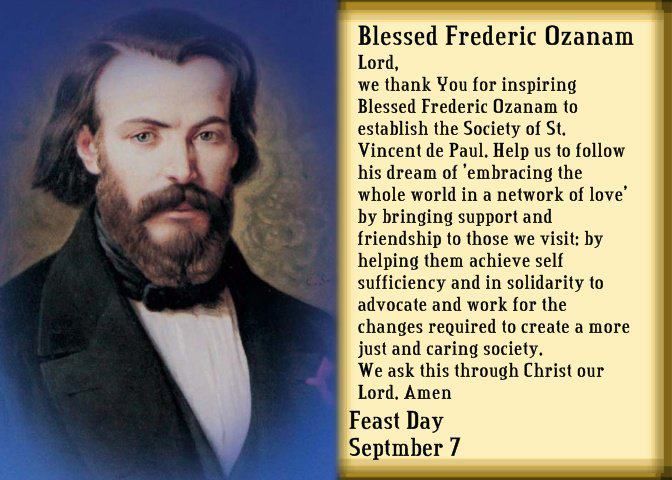 Blessed Frederic Ozanam
Lord,
we thank You for inspiring
Blessed Frederic Ozanam to
establish the Society of St.
Vincent de Paul. Help us to follow
his dream of 'embracing the
whole world in a network of love'
by bringing support and
friendship to those we visit; by
helping them achieve self
sufficiency and in solidarity to
advocate and work for the
changes required to create a more
just and caring society.
We ask this through Christ our
Lord. Amen
Feast Day
Septmber 7